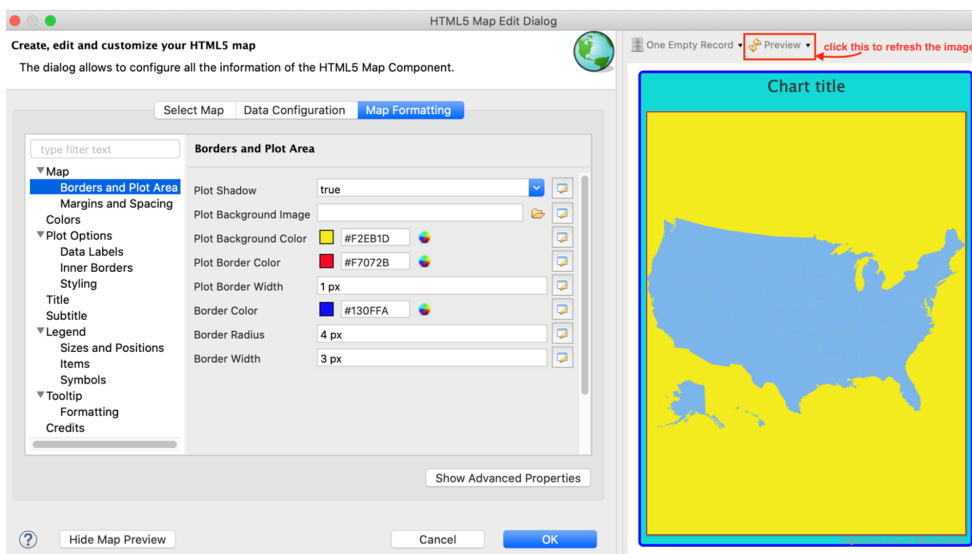 HTML5 Map Edit Dialog
Create, edit and customize your HTML5 map
The dialog allows to configure all the information of the HTML5 Map Component.
One Empty Record
Preview
click this to refresh the image
Select Map
Data Configuration
Map Formatting
type filter text
Map
Borders and Plot Area
Margins and Spacing
Colors
Plot Options
Data Labels
Inner Borders
Styling
Title
Subtitle
Legend
Sizes and Positions
Items
Symbols
Tooltip
Formatting
Credits
Borders and Plot Area
Plot Shadow true
Plot Background Image
Plot Background Color #F2EB1D
Plot Border Color #F7072B
Plot Border Width 1 px
Border Color #130FFA
Border Radius 4 px
Border Width 3 px
Show Advanced Properties
? Hide Map Preview
Cancel
OK
Chart title